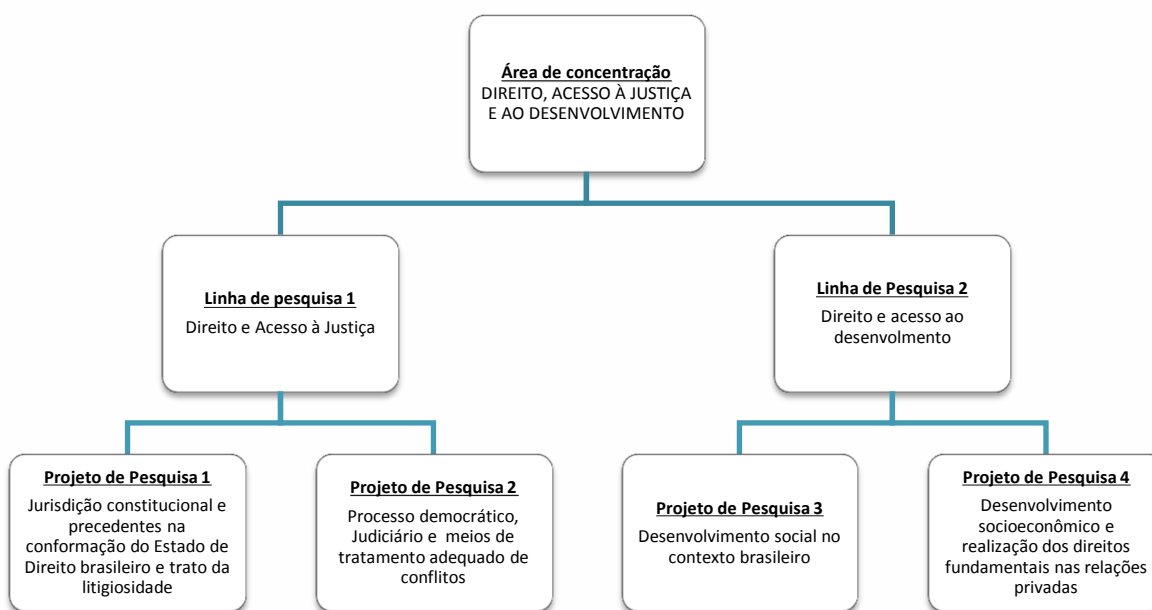 Área de concentração
DIREITO, ACESSO À JUSTIÇA
E AO DESENVOLVIMENTO
Linha de pesquisa 1
Direito e Acesso à Justiça
Linha de Pesquisa 2
Direito e acesso ao
desenvolmento
Projeto de Pesquisa 1
Jurisdição constitucional e
precedentes na
conformação do Estado de
Direito brasileiro e trato da
litigiosidade
Projeto de Pesquisa 2
Processo democrático,
Judiciário e meios de
tratamento adequado de
conflitos
Projeto de Pesquisa 3
Desenvolvimento social no
contexto brasileiro
Projeto de Pesquisa 4
Desenvolvimento
socioeconômico e
realização dos direitos
fundamentais nas relações
privadas